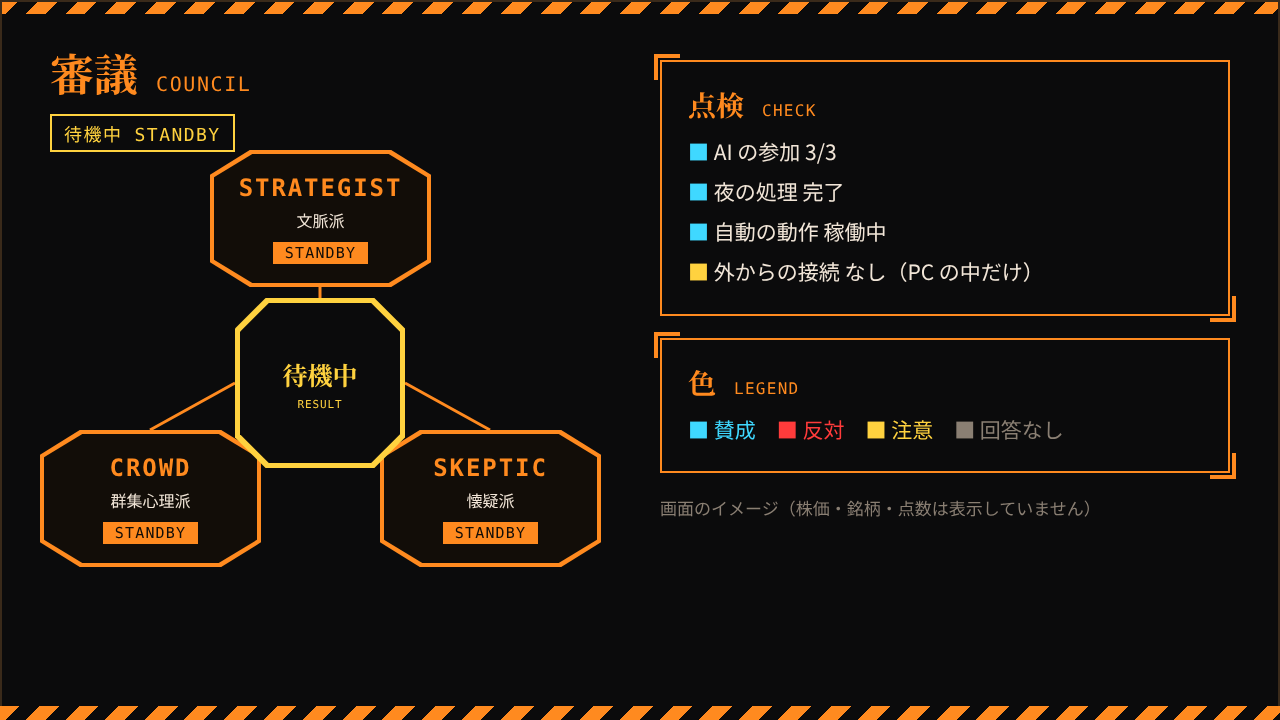 審議 COUNCIL
待機中 STANDBY
STRATEGIST
文脈派
STANDBY
待機中
RESULT
CROWD
群集心理派
STANDBY
SKEPTIC
懐疑派
STANDBY
点検 CHECK
AI の参加 3/3
夜の処理 完了
自動の動作 稼働中
外からの接続 なし（PC の中だけ）
色 LEGEND
賛成 反対 注意 回答なし
画面のイメージ（株価・銘柄・点数は表示していません）